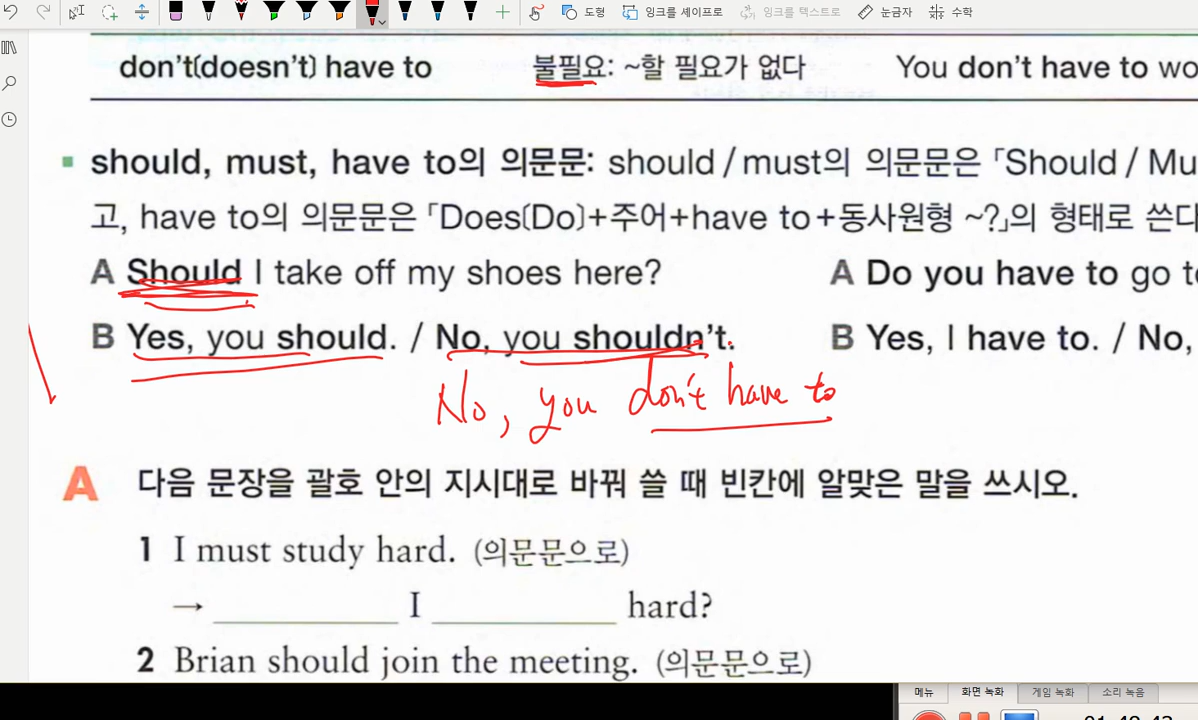 도형 잉크를 셰이프로 잉크를 텍스트로 눈금자 수학
don't(doesn't) have to 불필요: ~할 필요가 없다 You don't have to wo
▪ should, must, have to의 의문문: should / must의 의문문은 「Should / Mu
고, have to의 의문문은 「Does(Do)+주어+have to+동사원형 ~?」의 형태로 쓴다
A Should I take off my shoes here? A Do you have to go to
B Yes, you should. / No, you shouldn't. B Yes, I have to. / No,
No, you don't have to
A 다음 문장을 괄호 안의 지시대로 바꿔 쓸 때 빈칸에 알맞은 말을 쓰시오.
1 I must study hard. (의문문으로)
→ ________ I ________ hard?
2 Brian should join the meeting. (의문문으로)
메뉴 화면 녹화 게임 녹화 소리 녹음